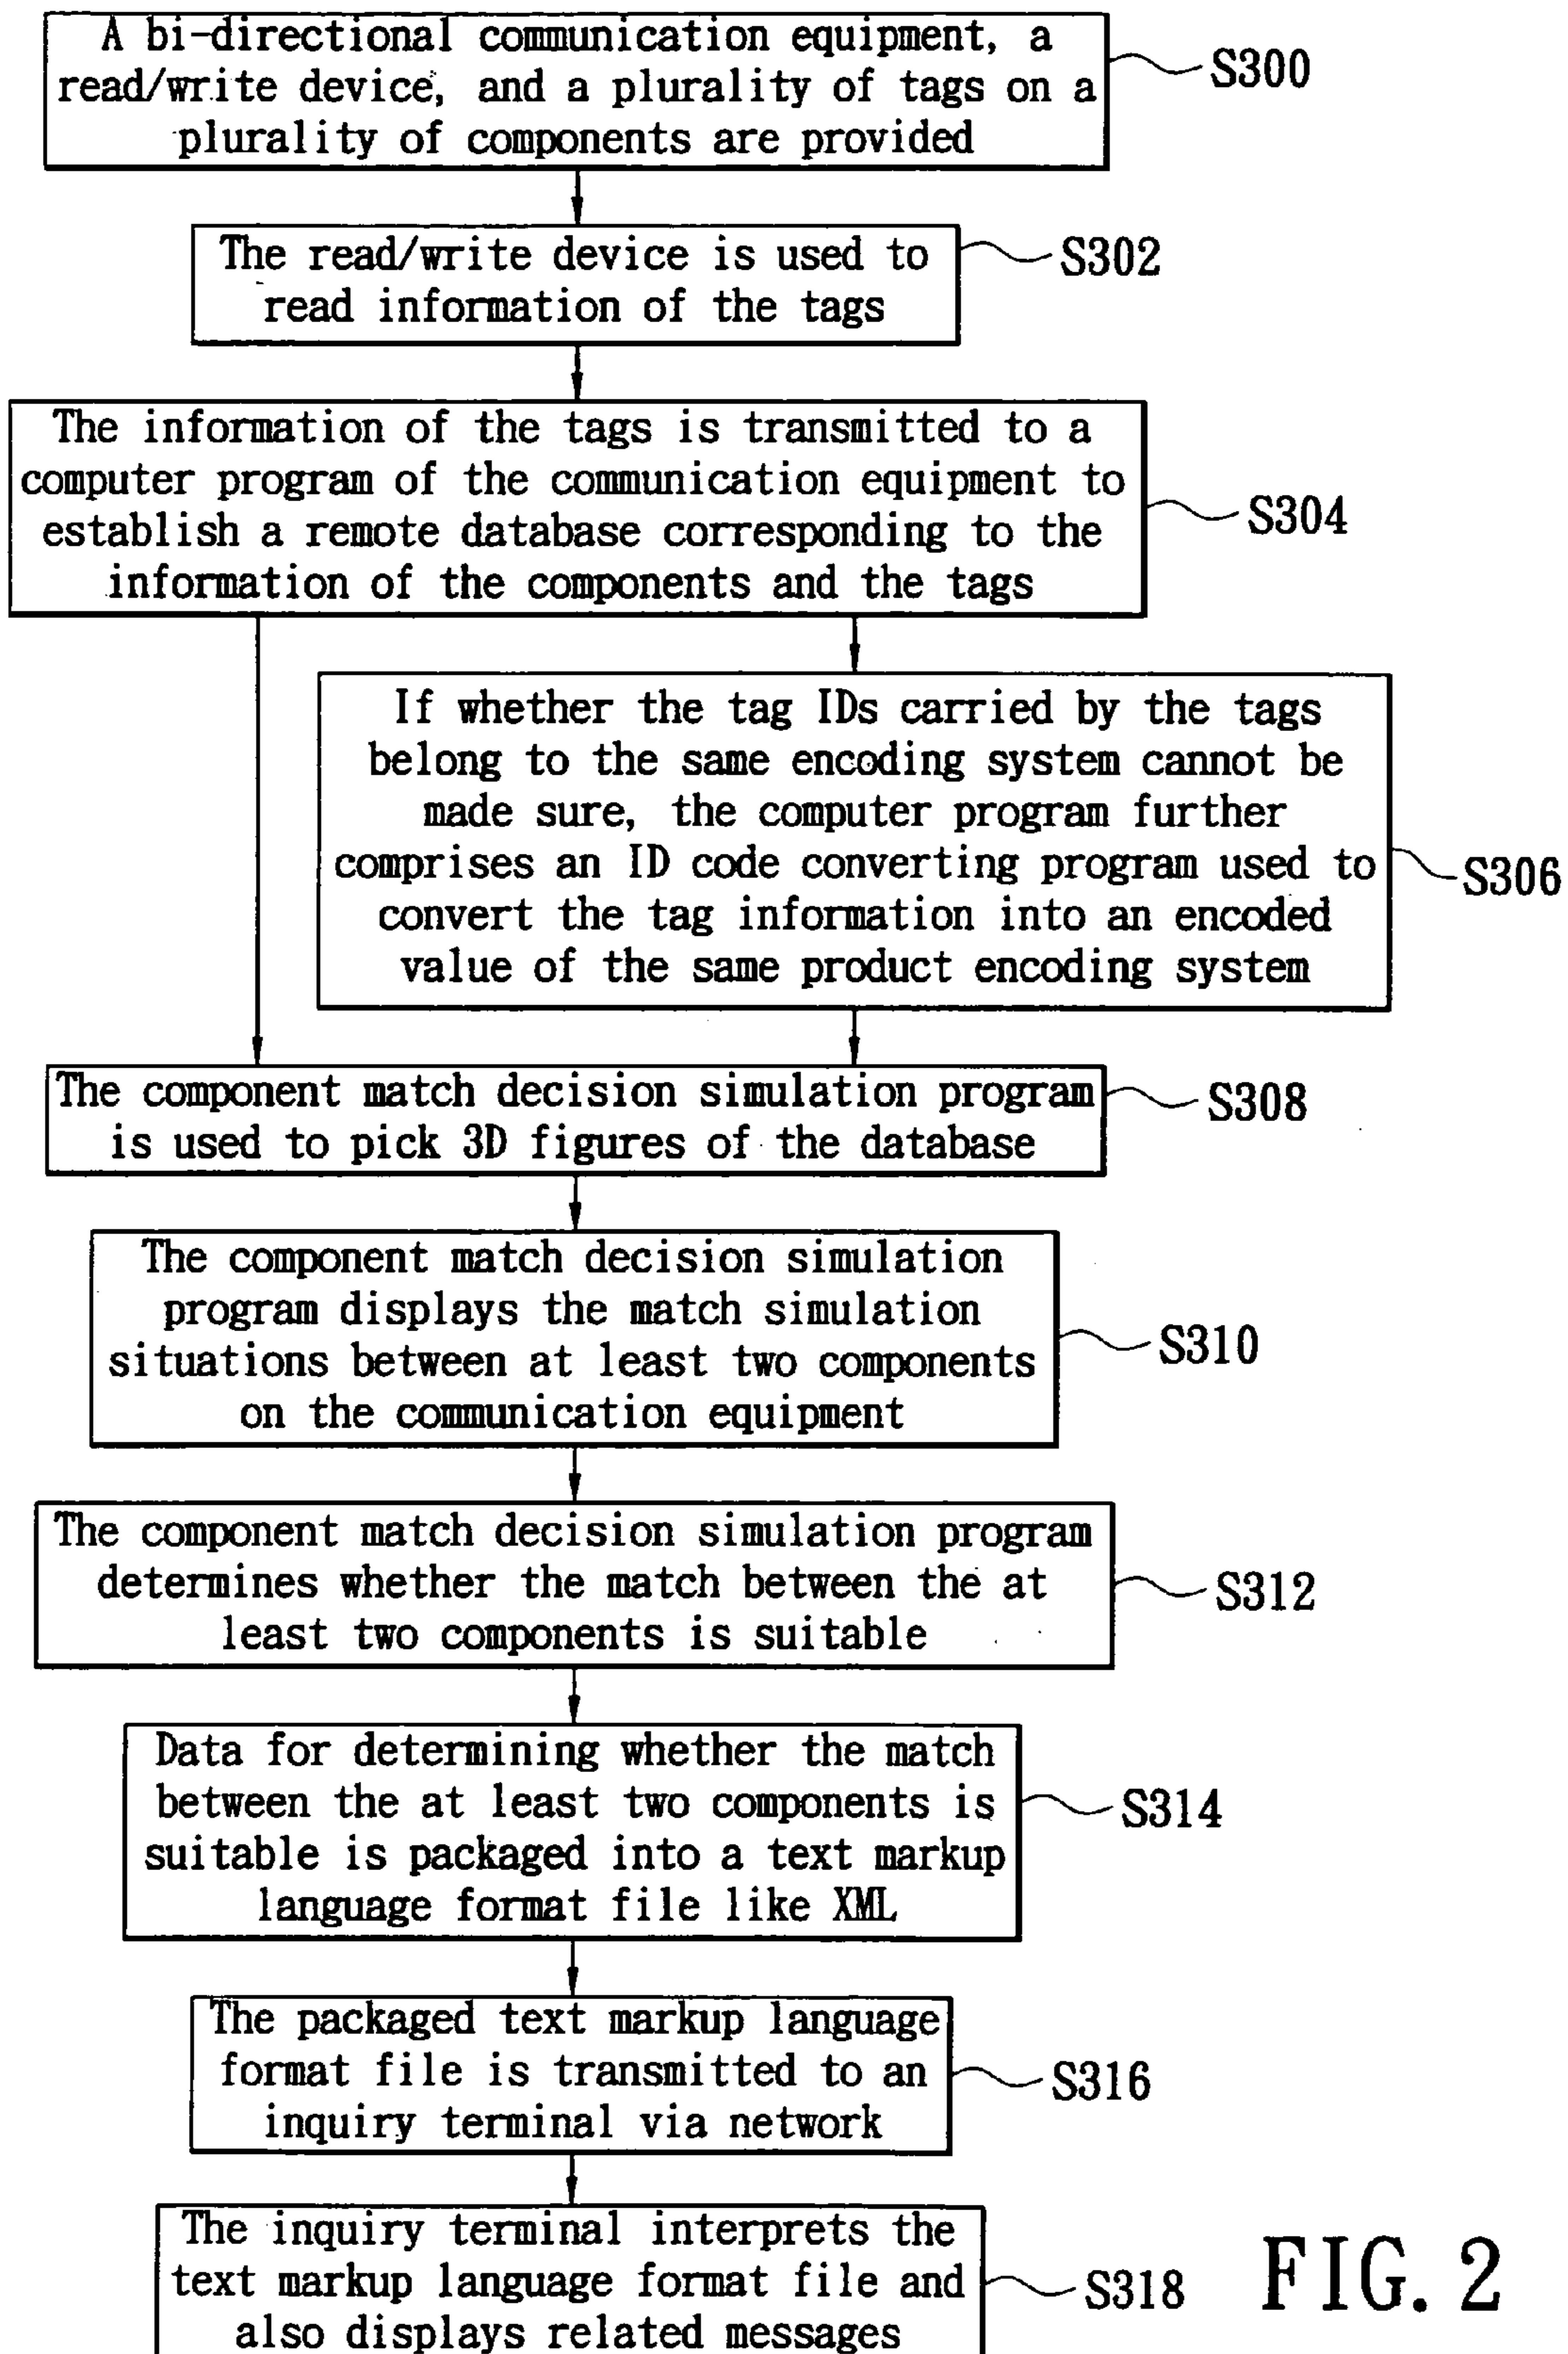 A bi-directional communication equipment, a
read/write device, and a plurality of tags on a
plurality of components are provided
S300
The read/write device is used to
read information of the tags
S302
The information of the tags is transmitted to a
computer program of the communication equipment to
establish a remote database corresponding to the
information of the components and the tags
S304
If whether the tag IDs carried by the tags
belong to the same encoding system cannot be
made sure, the computer program further
comprises an ID code converting program used to
convert the tag information into an encoded
value of the same product encoding system
S306
The component match decision simulation program
is used to pick 3D figures of the database
S308
The component match decision simulation
program displays the match simulation
situations between at least two components
on the communication equipment
S310
The component match decision simulation program
determines whether the match between the at
least two components is suitable
S312
Data for determining whether the match
between the at least two components is
suitable is packaged into a text markup
language format file like XML
S314
The packaged text markup language
format file is transmitted to an
inquiry terminal via network
S316
The inquiry terminal interprets the
text markup language format file and
also displays related messages
S318
FIG. 2